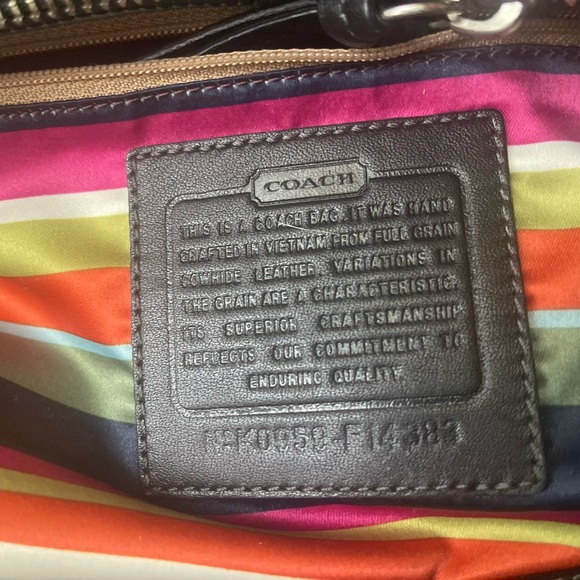 COACH
THIS IS A COACH BAG. IT WAS HAND
CRAFTED IN VIETNAM FROM FULL GRAIN
COWHIDE LEATHER. VARIATIONS IN
THE GRAIN ARE A CHARACTERISTIC.
ITS SUPERIOR CRAFTSMANSHIP
REFLECTS OUR COMMITMENT TO
ENDURING QUALITY.
F14383